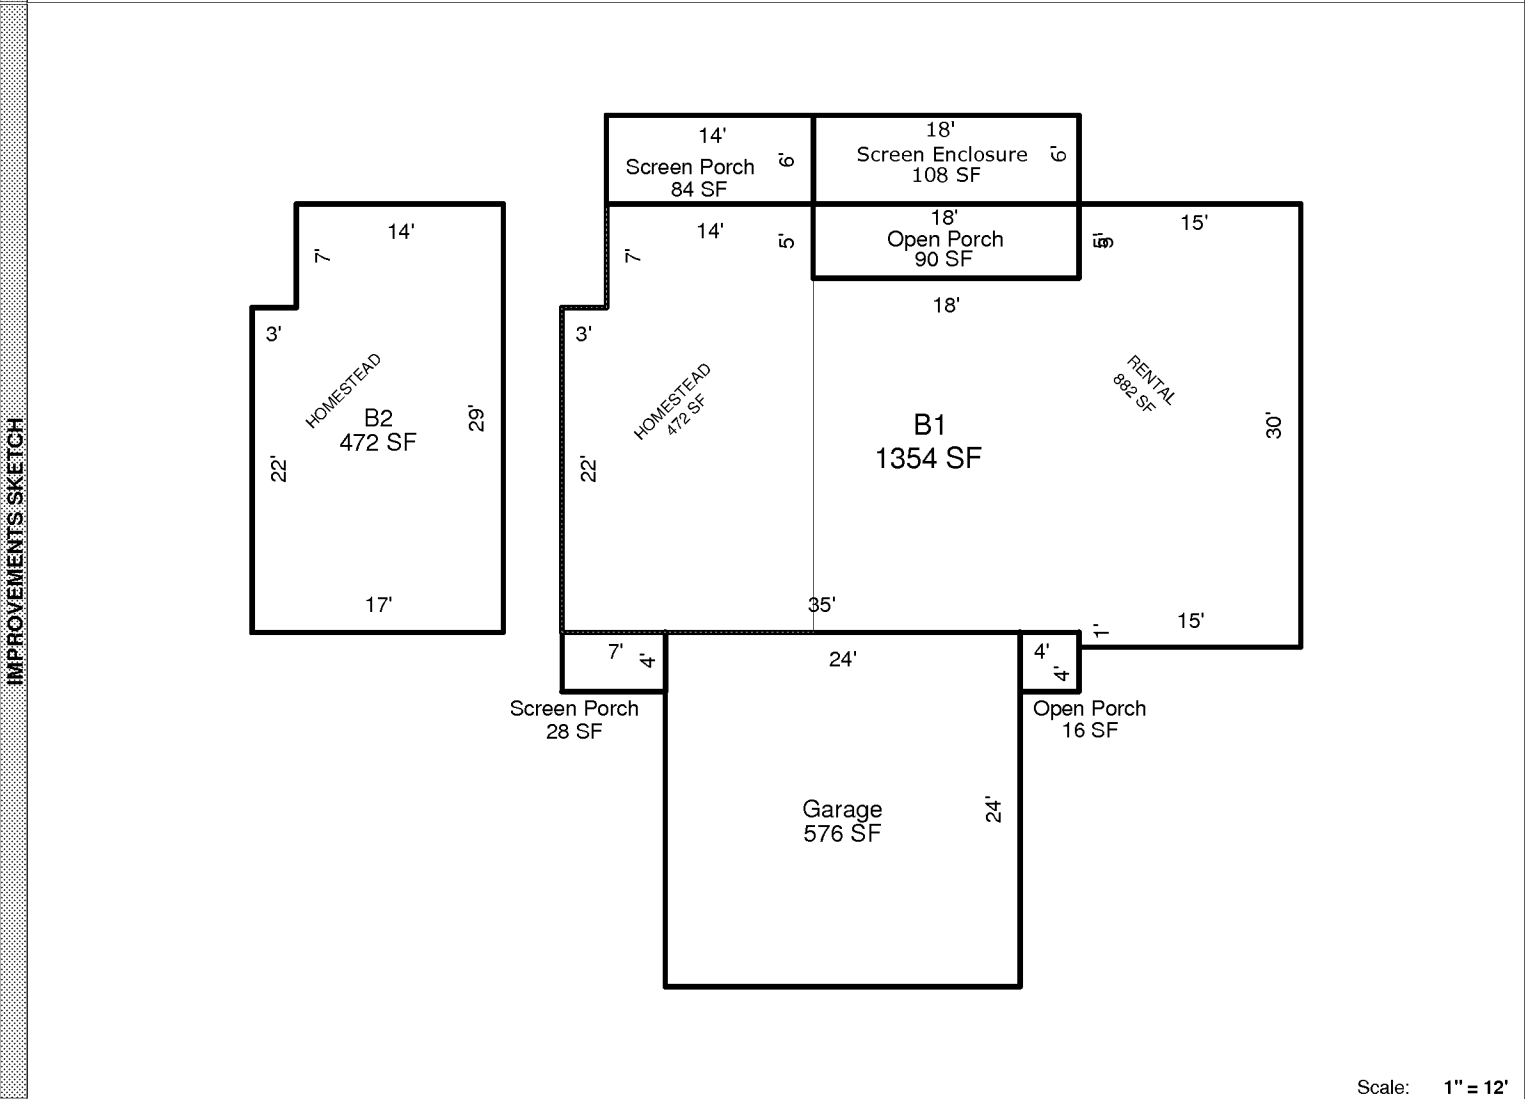 IMPROVEMENTS SKETCH
14'
6'
Screen Porch
84 SF
18'
6'
Screen Enclosure
108 SF
14'
7'
3'
HOMESTEAD
B2
472 SF
29'
22'
17'
14'
5'
7'
3'
HOMESTEAD
472 SF
22'
18'
Open Porch
90 SF
18'
5'
15'
RENTAL
882 SF
B1
1354 SF
30'
35'
15'
1'
7'
4'
Screen Porch
28 SF
24'
4'
4'
Open Porch
16 SF
Garage
576 SF
24'
Scale: 1" = 12'